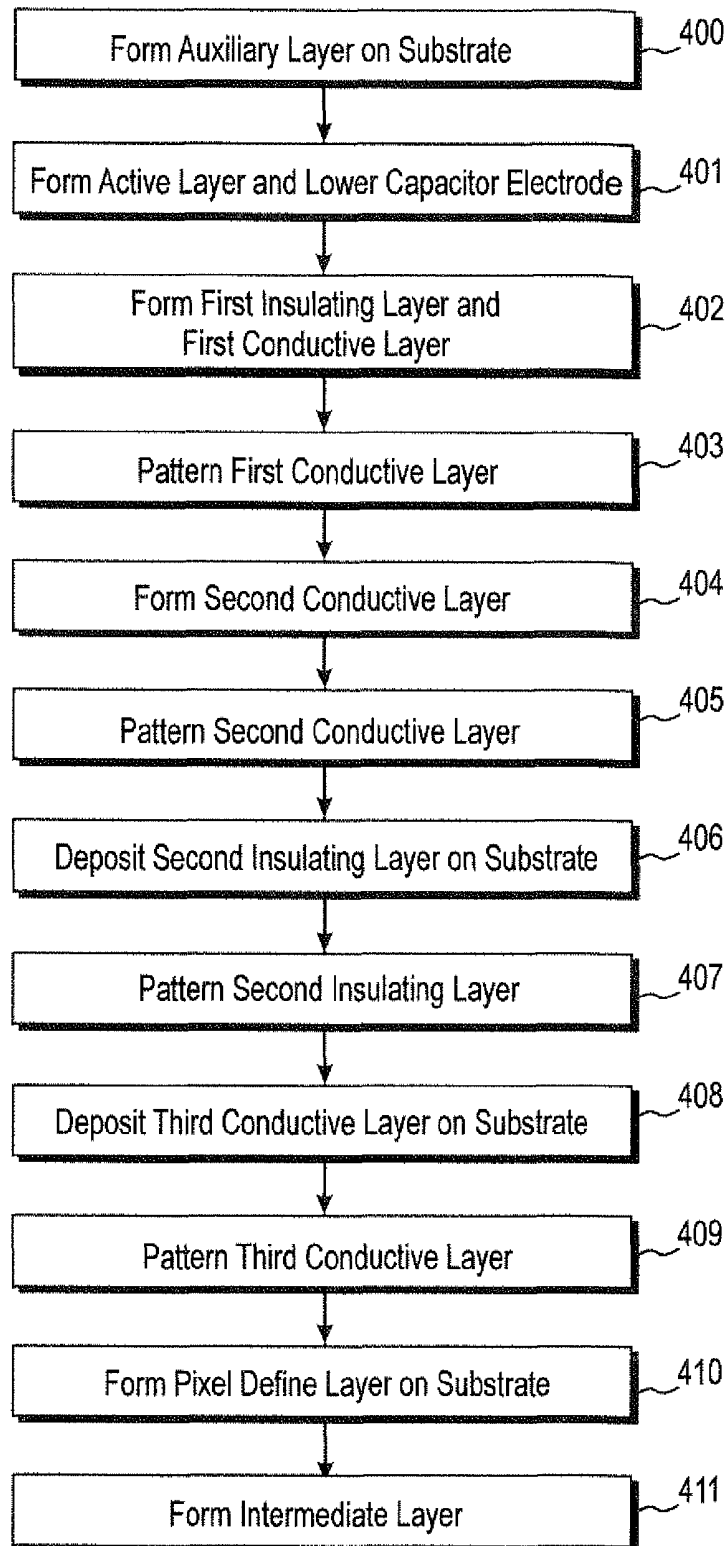 Form Auxiliary Layer on Substrate
400
Form Active Layer and Lower Capacitor Electrode
401
Form First Insulating Layer and
First Conductive Layer
402
Pattern First Conductive Layer
403
Form Second Conductive Layer
404
Pattern Second Conductive Layer
405
Deposit Second Insulating Layer on Substrate
406
Pattern Second Insulating Layer
407
Deposit Third Conductive Layer on Substrate
408
Pattern Third Conductive Layer
409
Form Pixel Define Layer on Substrate
410
Form Intermediate Layer
411